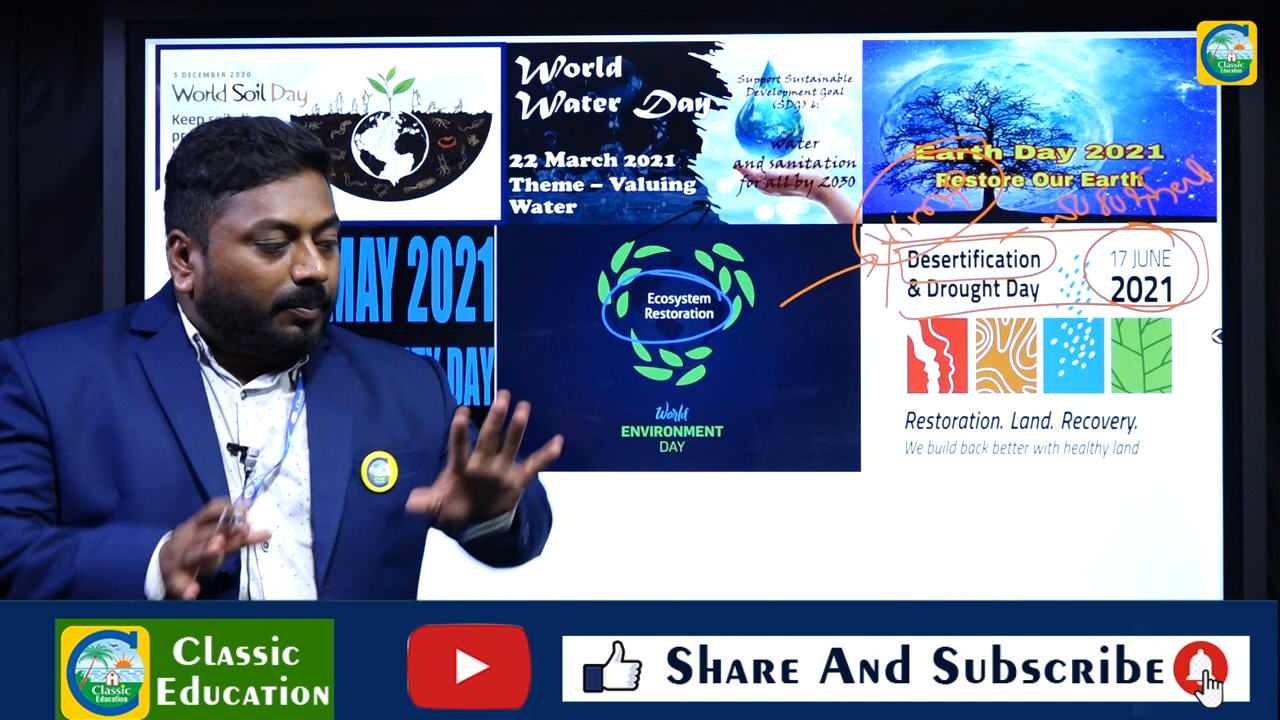 5 DECEMBER 2020
World Soil Day
World
Water Day
22 March 2021
Theme – Valuing
Water
Support Sustainable
Development Goal
(SDG) 6:
water
and sanitation
for all by 2030
Earth Day 2021
Restore Our Earth
MAY 2021
DAY
Ecosystem
Restoration
World
ENVIRONMENT
DAY
Desertification
& Drought Day
17 JUNE
2021
Restoration. Land. Recovery.
We build back better with healthy land
Classic
Education
Classic
Education
Classic
Education
Share And Subscribe